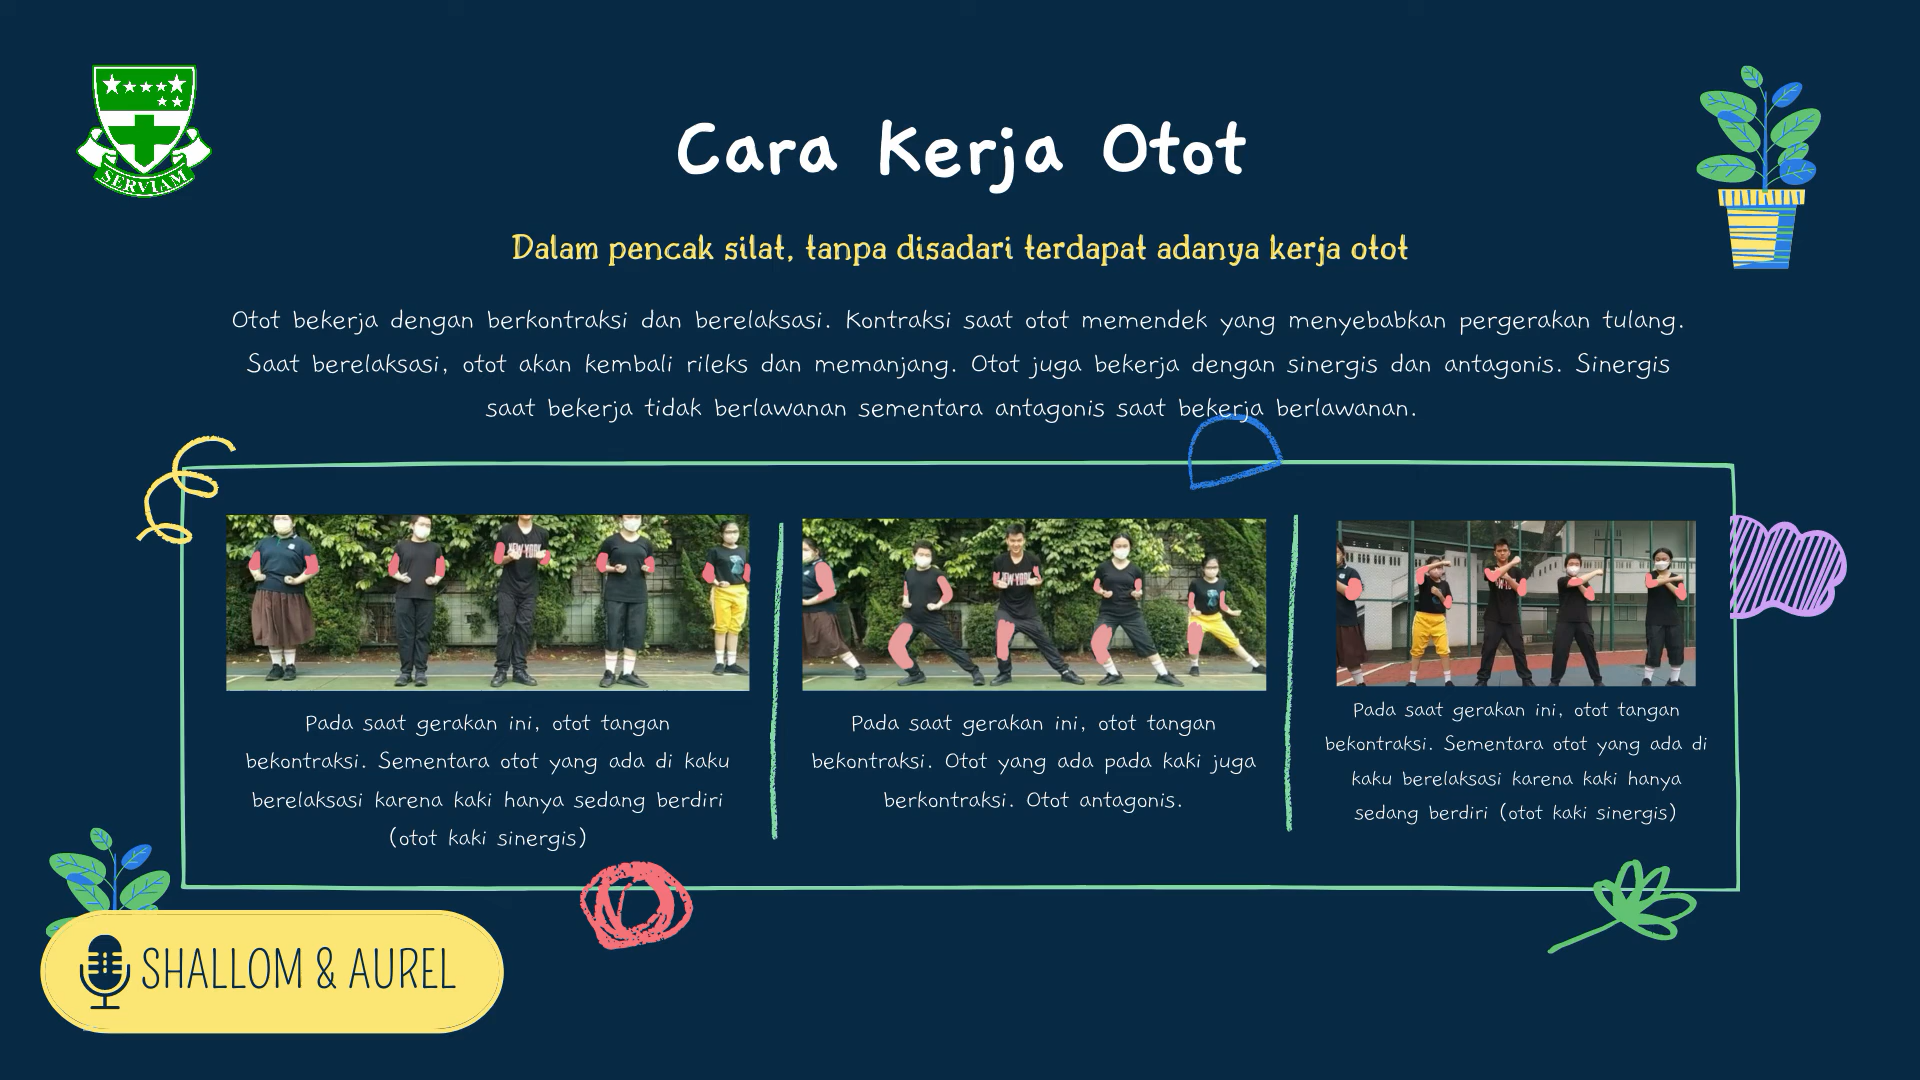 SERVIAM
Cara Kerja Otot
Dalam pencak silat, tanpa disadari terdapat adanya kerja otot
Otot bekerja dengan berkontraksi dan berelaksasi. Kontraksi saat otot memendek yang menyebabkan pergerakan tulang.
Saat berelaksasi, otot akan kembali rileks dan memanjang. Otot juga bekerja dengan sinergis dan antagonis. Sinergis
saat bekerja tidak berlawanan sementara antagonis saat bekerja berlawanan.
NEW YORK
Pada saat gerakan ini, otot tangan
bekontraksi. Sementara otot yang ada di kaku
berelaksasi karena kaki hanya sedang berdiri
(otot kaki sinergis)
NEW YORK
Pada saat gerakan ini, otot tangan
bekontraksi. Otot yang ada pada kaki juga
berkontraksi. Otot antagonis.
Pada saat gerakan ini, otot tangan
bekontraksi. Sementara otot yang ada di
kaku berelaksasi karena kaki hanya
sedang berdiri (otot kaki sinergis)
SHALLOM & AUREL